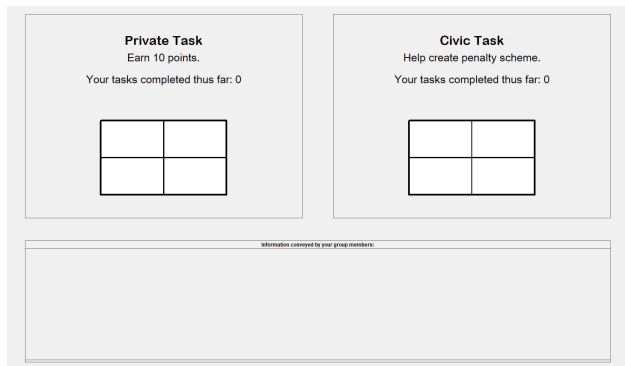 Private Task
Earn 10 points.
Your tasks completed thus far: 0
Civic Task
Help create penalty scheme.
Your tasks completed thus far: 0
Information conveyed by your group members: